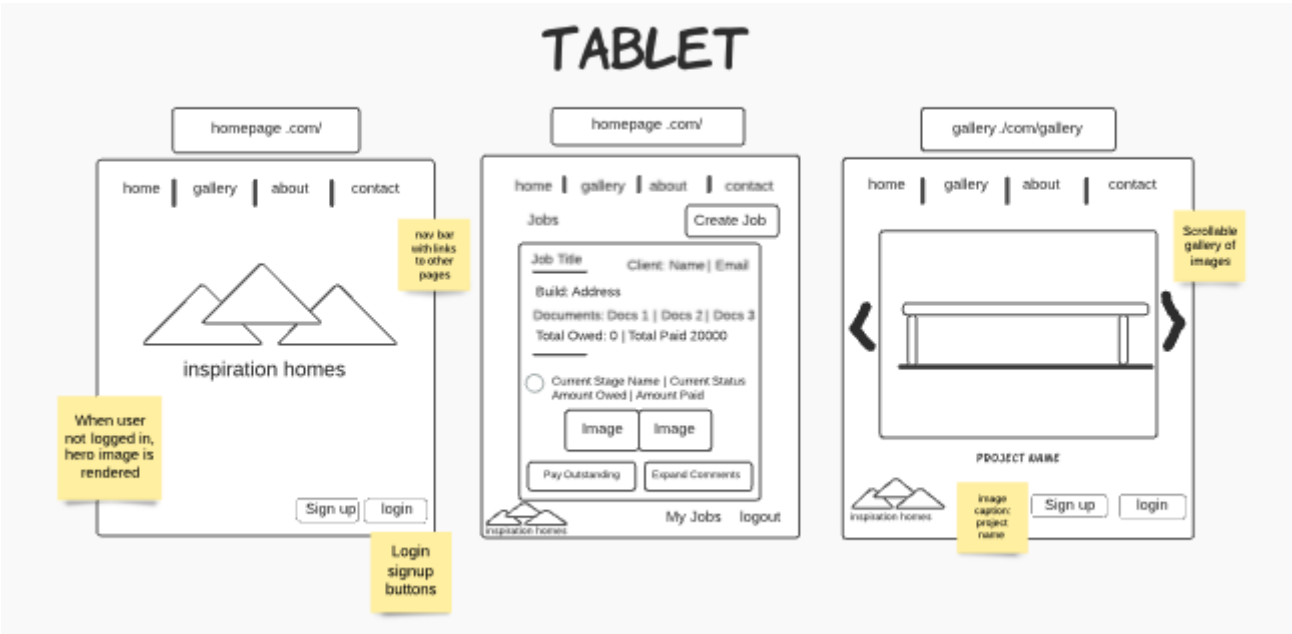 TABLET
homepage .com/
home | gallery | about | contact
nav bar
with links
to other
pages
inspiration homes
When user
not logged in,
hero image is
rendered
Sign up login
Login
signup
buttons
homepage .com/
home | gallery | about | contact
Jobs Create Job
Job Title Client: Name | Email
Build: Address
Documents: Docs 1 | Docs 2 | Docs 3
Total Owed: 0 | Total Paid 20000
Current Stage Name | Current Status
Amount Owed | Amount Paid
Image Image
Pay Outstanding Expand Comments
inspiration homes My Jobs logout
gallery ./com/gallery
home | gallery | about | contact
Scrollable
gallery of
images
PROJECT NAME
inspiration homes
image
caption:
project
name
Sign up login